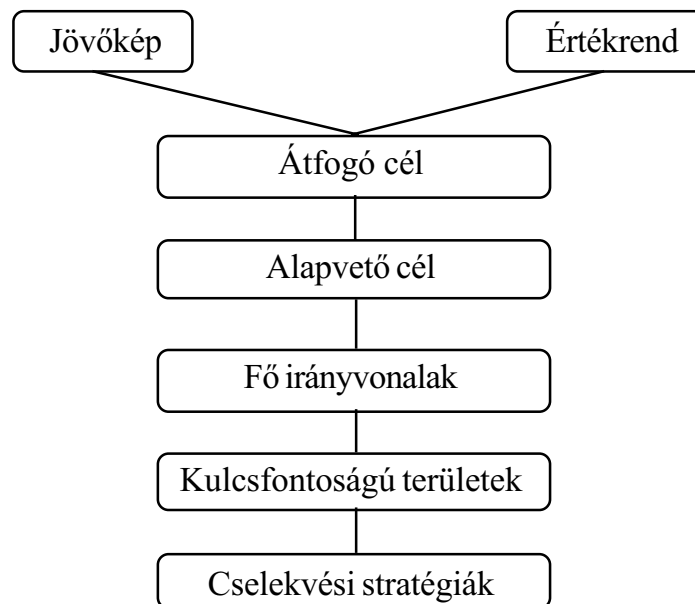 Jövőkép
Értékrend
Átfogó cél
Alapvető cél
Fő irányvonalak
Kulcsfontoságú területek
Cselekvési stratégiák